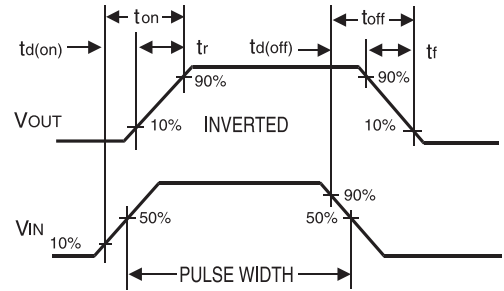 ton
toff
td(on)
tr
td(off)
tf
90%
90%
VOUT
10%
INVERTED
10%
VIN
10%
50%
50%
90%
PULSE WIDTH